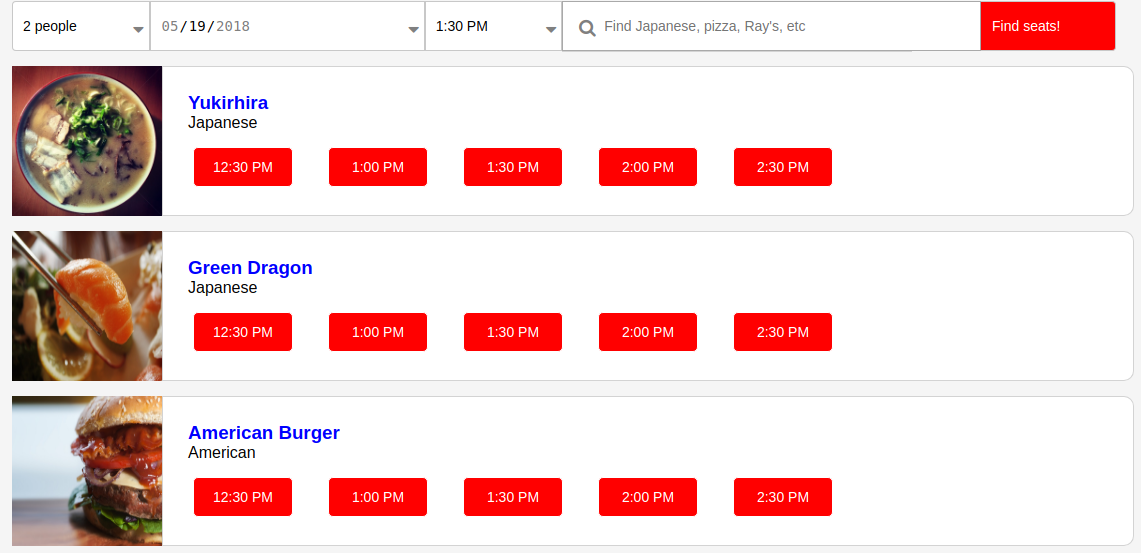 2 people 05/19/2018 1:30 PM Find Japanese, pizza, Ray's, etc Find seats!
Yukirhira
Japanese
12:30 PM 1:00 PM 1:30 PM 2:00 PM 2:30 PM
Green Dragon
Japanese
12:30 PM 1:00 PM 1:30 PM 2:00 PM 2:30 PM
American Burger
American
12:30 PM 1:00 PM 1:30 PM 2:00 PM 2:30 PM